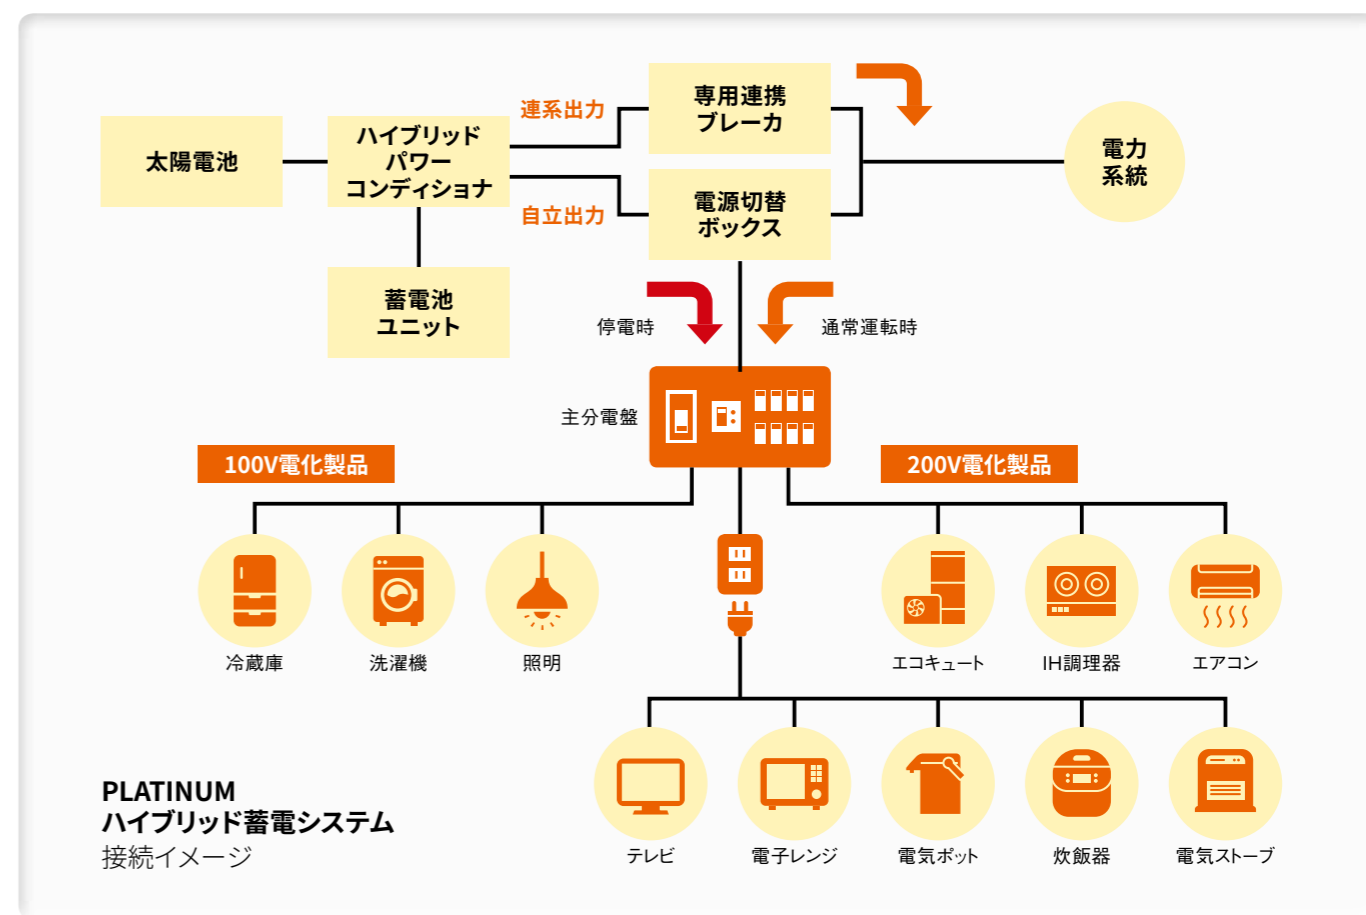 太陽電池
ハイブリッド
パワー
コンディショナ
連系出力
自立出力
専用連携
ブレーカ
電源切替
ボックス
電力
系統
蓄電池
ユニット
停電時
通常運転時
主分電盤
100V電化製品
200V電化製品
冷蔵庫
洗濯機
照明
エコキュート
IH調理器
エアコン
テレビ
電子レンジ
電気ポット
炊飯器
電気ストーブ
PLATINUM
ハイブリッド蓄電システム
接続イメージ